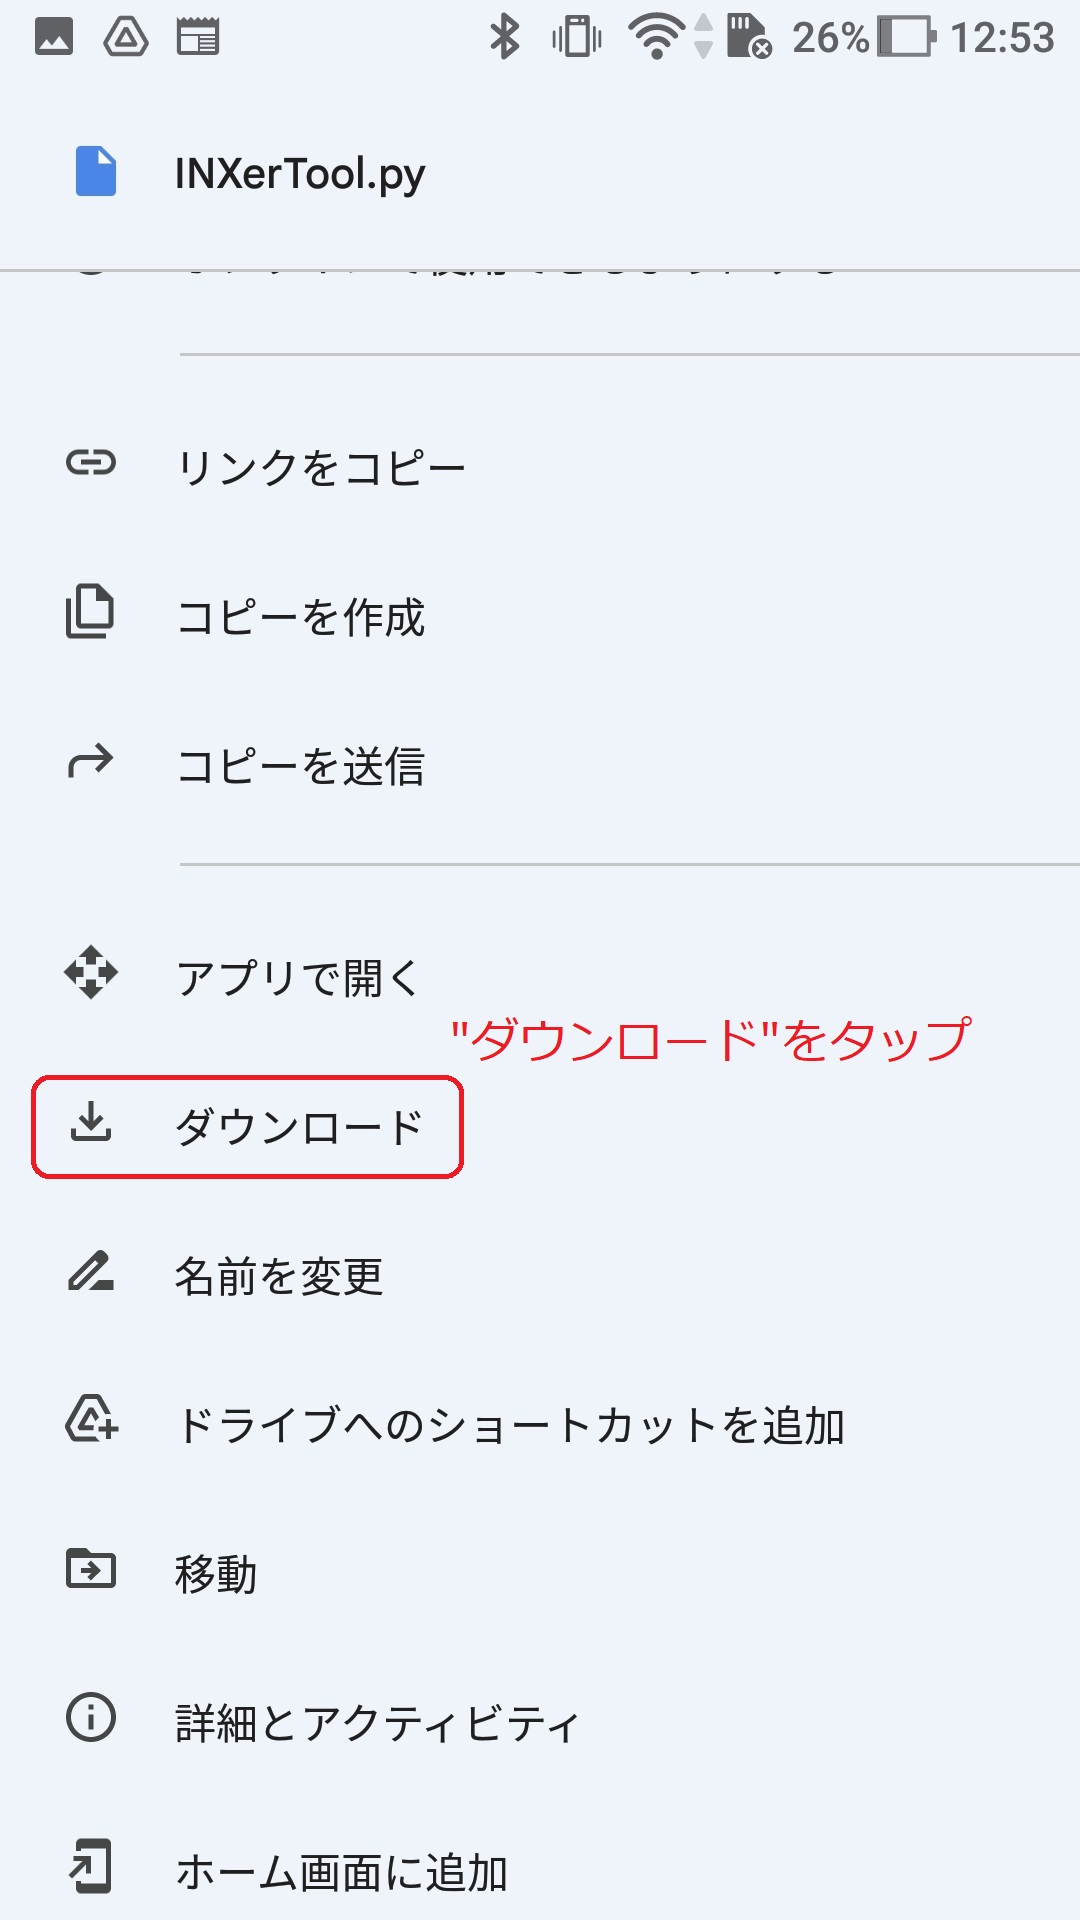 26% 12:53
INXerTool.py
リンクをコピー
コピーを作成
コピーを送信
アプリで開く
"ダウンロード"をタップ
ダウンロード
名前を変更
ドライブへのショートカットを追加
移動
詳細とアクティビティ
ホーム画面に追加